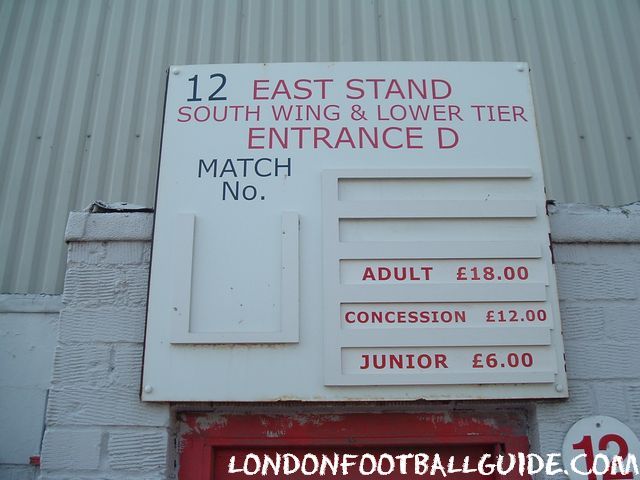 12 EAST STAND
SOUTH WING & LOWER TIER
ENTRANCE D
MATCH
No.
ADULT £18.00
CONCESSION £12.00
JUNIOR £6.00
12
LONDONFOOTBALLGUIDE.COM